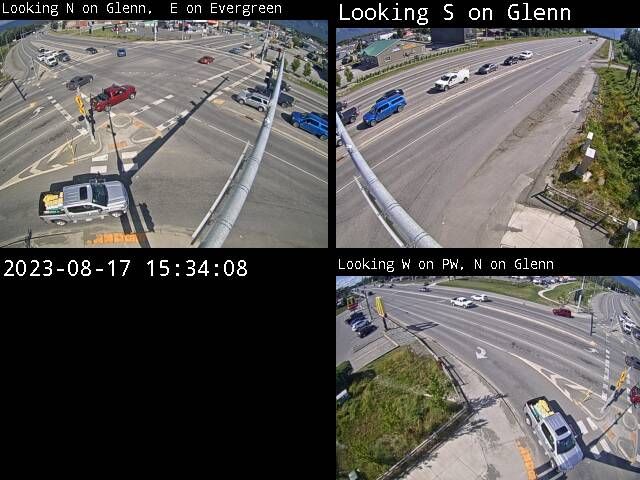 Looking N on Glenn,  E on Evergreen
Looking S on Glenn
2023-08-17 15:34:08
Looking W on PW, N on Glenn